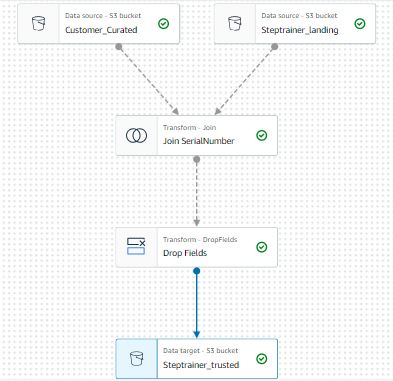 Data source - S3 bucket
Customer_Curated
Data source - S3 bucket
Steptrainer_landing
Transform - Join
Join SerialNumber
Transform - DropFields
Drop Fields
Data target - S3 bucket
Steptrainer_trusted